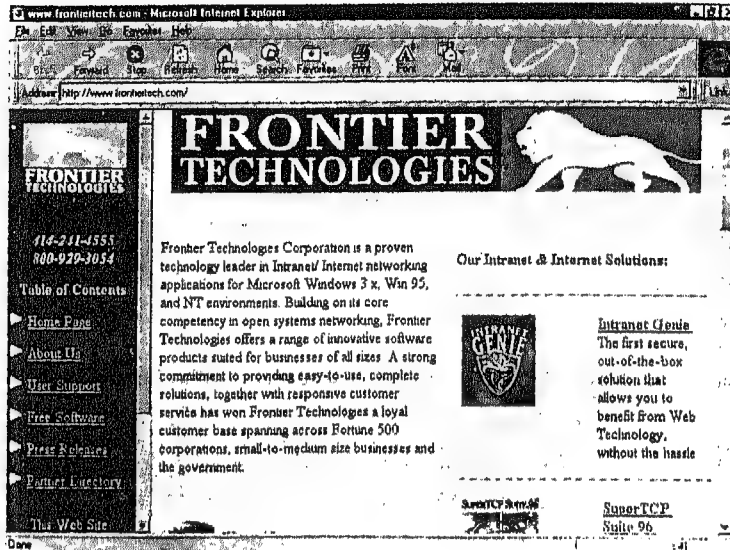 www.frontiertech.com - Microsoft Internet Explorer
File Edit View Go Favorites Help
Back Forward Stop Refresh Home Search Favorites Print Font Mail
Address http://www.frontiertech.com/
Link
FRONTIER
TECHNOLOGIES
414-241-4555
800-929-3054
Table of Contents
Home Page
About Us
User Support
Free Software
Press Releases
Partner Directory
This Web Site
FRONTIER
TECHNOLOGIES
Frontier Technologies Corporation is a proven
technology leader in Intranet/ Internet networking
applications for Microsoft Windows 3 x, Win 95,
and NT environments. Building on its core
competency in open systems networking, Frontier
Technologies offers a range of innovative software
products suited for businesses of all sizes A strong
commitment to providing easy-to-use, complete
solutions, together with responsive customer
service has won Frontier Technologies a loyal
customer base spanning across Fortune 500
corporations, small-to-medium size businesses and
the government.
Our Intranet & Internet Solutions:
INTRANET
GENIE
Intranet Genie
The first secure,
out-of-the-box
solution that
allows you to
benefit from Web
Technology,
without the hassle
SuperTCP Suite 96
SuperTCP
Suite 96
Done